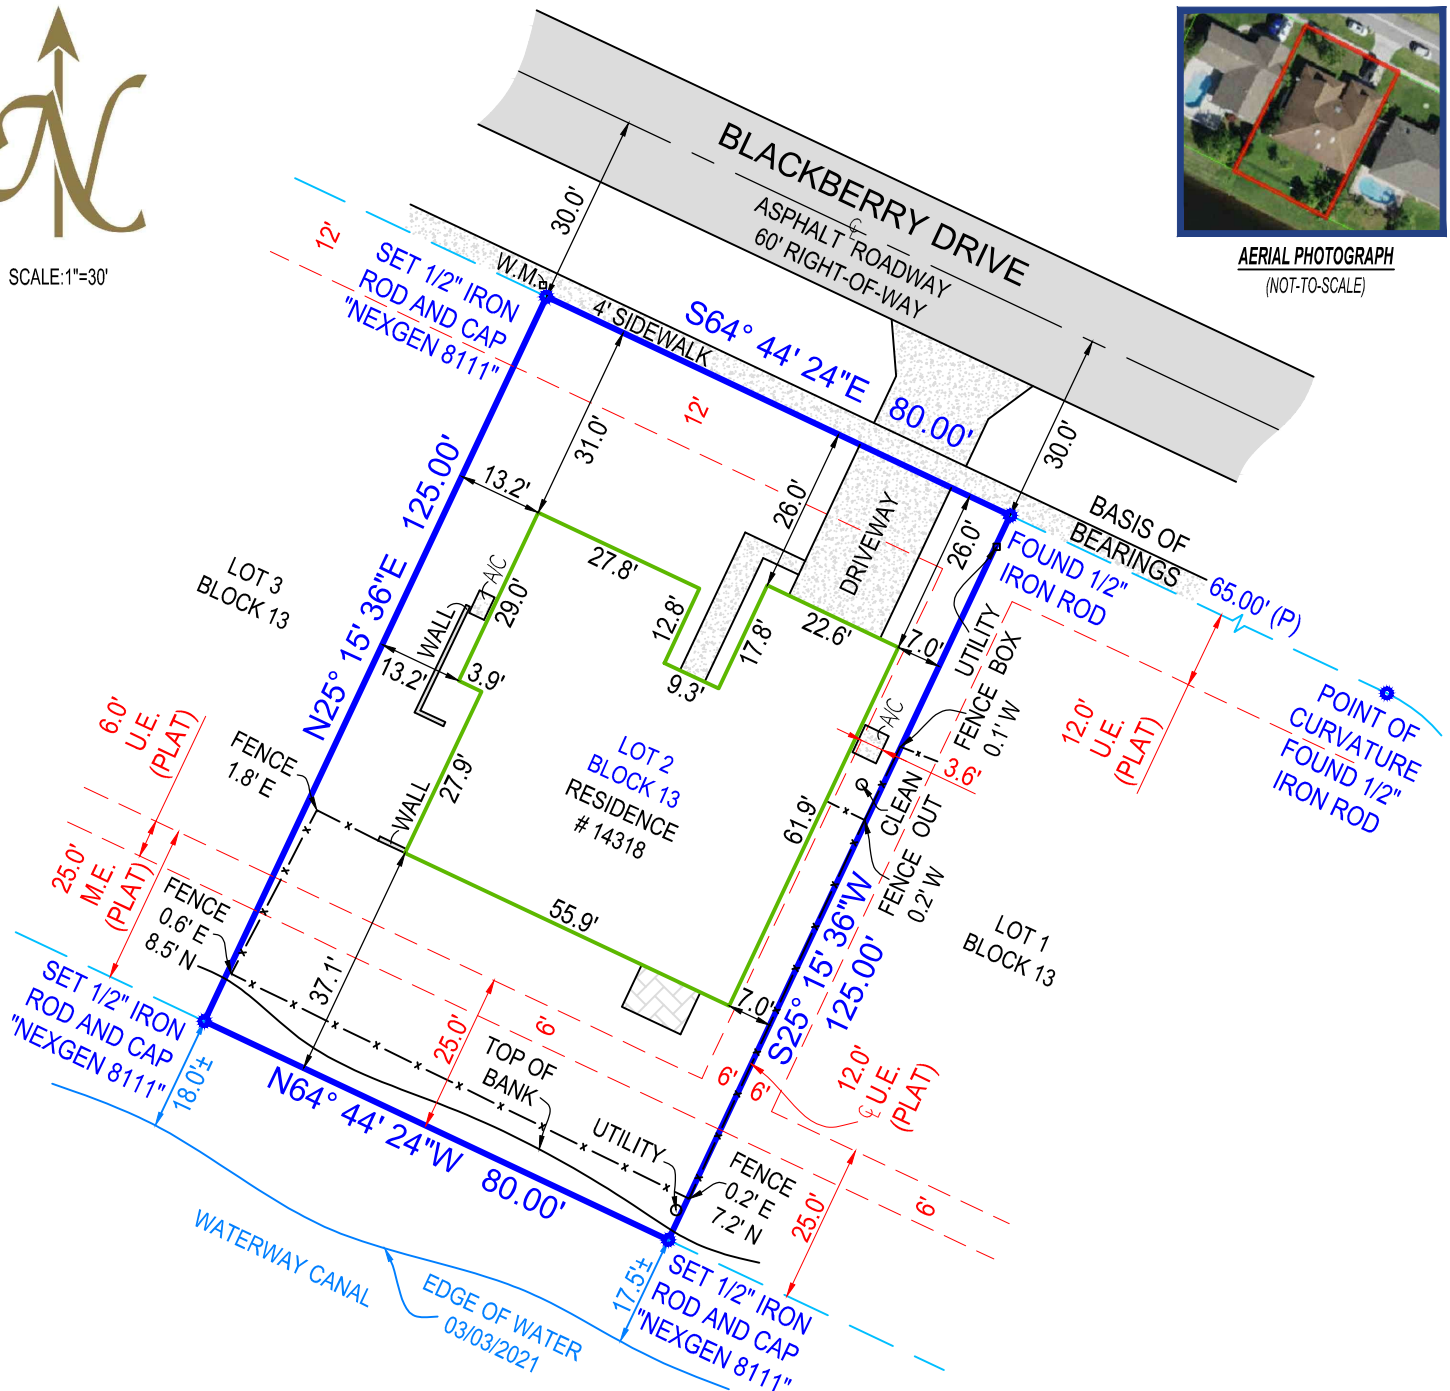 N
SCALE:1"=30'
AERIAL PHOTOGRAPH
(NOT-TO-SCALE)
BLACKBERRY DRIVE
ASPHALT ROADWAY
60' RIGHT-OF-WAY
30.0'
12'
SET 1/2" IRON
ROD AND CAP
"NEXGEN 8111"
W.M.
4' SIDEWALK
S64° 44' 24"E 80.00'
12'
30.0'
31.0'
13.2'
26.0'
DRIVEWAY
26.0'
BASIS OF
BEARINGS
65.00' (P)
FOUND 1/2"
IRON ROD
N25° 15' 36"E 125.00'
LOT 3
BLOCK 13
27.8'
A/C
29.0'
WALL
12.8'
17.8'
22.6'
9.3'
7.0'
UTILITY
BOX
13.2'
3.9'
A/C
FENCE
0.1' W
12.0'
U.E.
(PLAT)
POINT OF
CURVATURE
FOUND 1/2"
IRON ROD
6.0'
U.E.
(PLAT)
FENCE
1.8' E
27.9'
WALL
LOT 2
BLOCK 13
RESIDENCE
# 14318
3.6'
CLEAN
OUT
61.9'
25.0'
M.E.
(PLAT)
FENCE
0.6' E
8.5' N
FENCE
0.2' W
55.9'
LOT 1
BLOCK 13
37.1'
S25° 15' 36"W
125.00'
7.0'
SET 1/2" IRON
ROD AND CAP
"NEXGEN 8111"
18.0'±
25.0'
6'
TOP OF
BANK
6' 6'
12.0'
U.E.
(PLAT)
N64° 44' 24"W 80.00'
UTILITY
FENCE
0.2' E
7.2' N
25.0'
6'
WATERWAY CANAL
EDGE OF WATER
03/03/2021
17.5'±
SET 1/2" IRON
ROD AND CAP
"NEXGEN 8111"